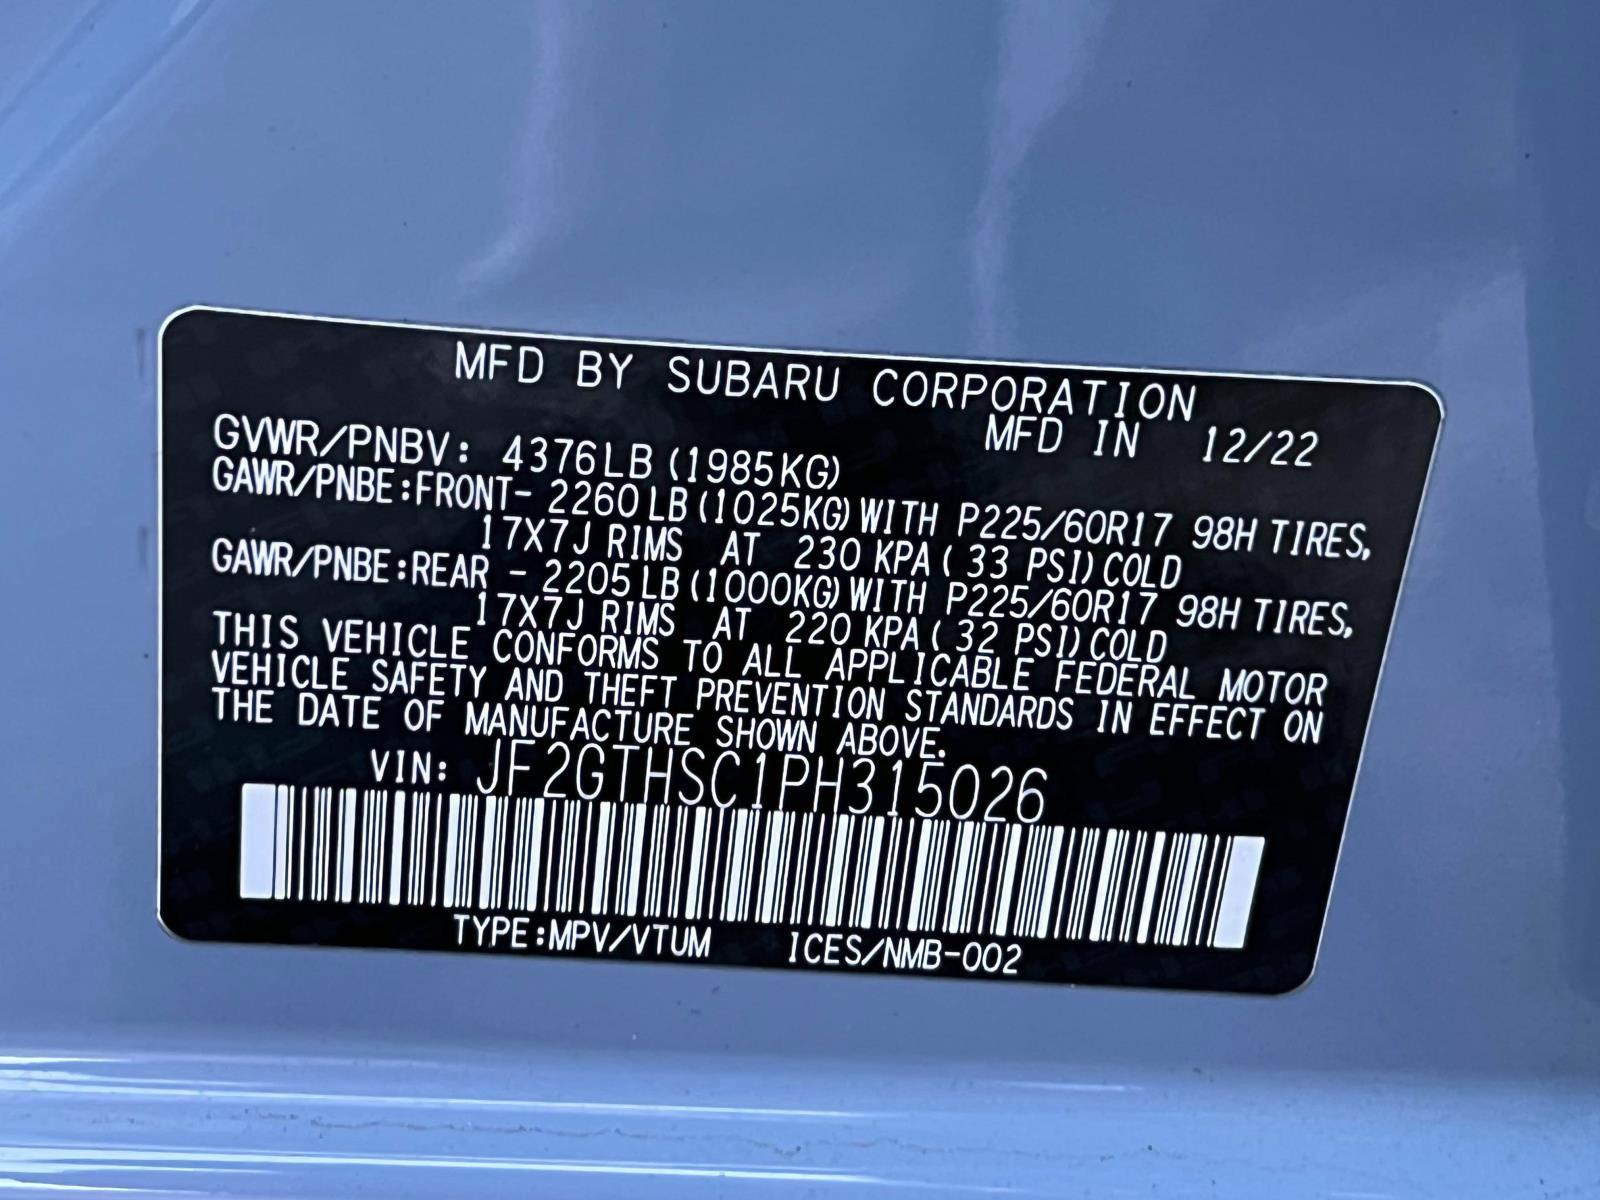 MFD BY SUBARU CORPORATION
MFD IN 12/22
GVWR/PNBV: 4376LB (1985KG)
GAWR/PNBE:FRONT- 2260LB (1025KG)WITH P225/60R17 98H TIRES,
17X7J RIMS AT 230 KPA( 33 PSI)COLD
GAWR/PNBE:REAR - 2205LB (1000KG)WITH P225/60R17 98H TIRES,
17X7J RIMS AT 220 KPA( 32 PSI)COLD
THIS VEHICLE CONFORMS TO ALL APPLICABLE FEDERAL MOTOR
VEHICLE SAFETY AND THEFT PREVENTION STANDARDS IN EFFECT ON
THE DATE OF MANUFACTURE SHOWN ABOVE.
VIN: JF2GTHSC1PH315026
TYPE:MPV/VTUM ICES/NMB-002